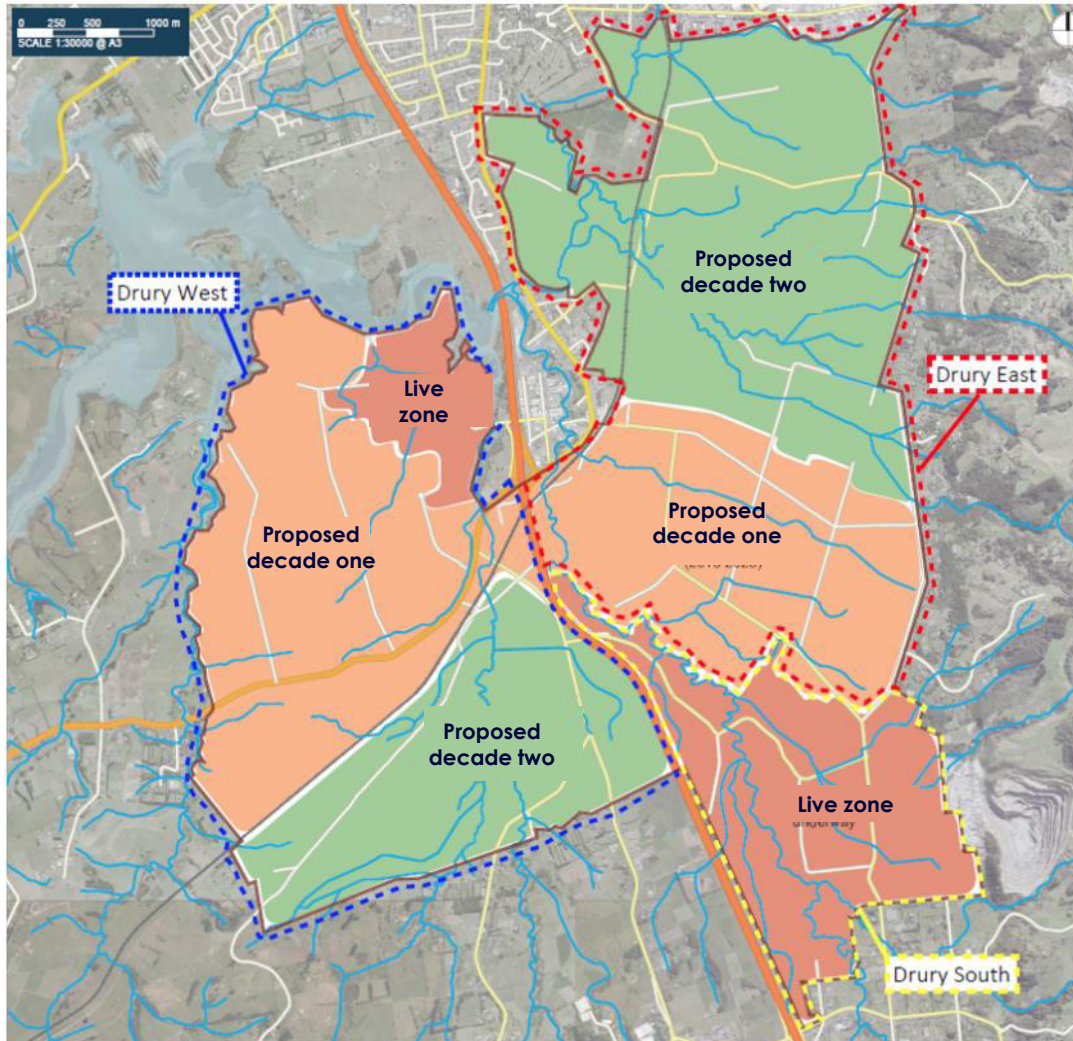 0 250 500 1000 m
SCALE 1:30000 @ A3
Proposed
decade two
Drury West
Drury East
Live
zone
Proposed
decade one
Proposed
decade one
Proposed
decade two
Live zone
underway
Drury South